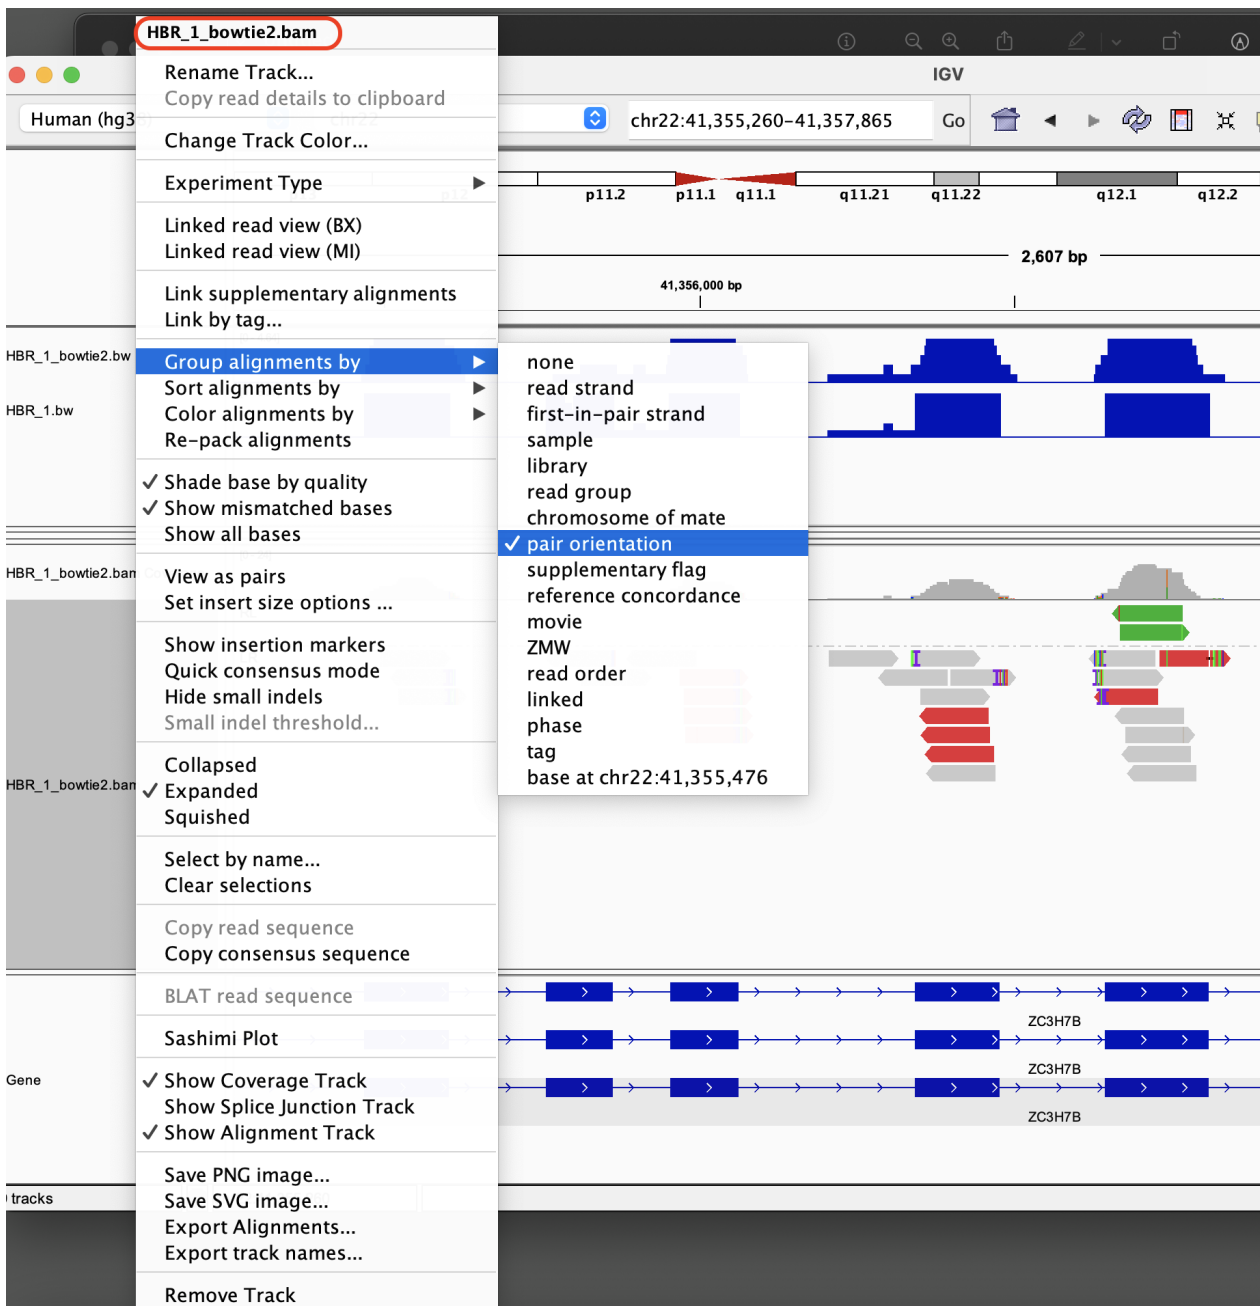 HBR_1_bowtie2.bam
IGV
Rename Track...
Copy read details to clipboard
Human (hg38
chr22
chr22:41,355,260-41,357,865
Go
Change Track Color...
Experiment Type
p11.2
p11.1
q11.1
q11.21
q11.22
q12.1
q12.2
Linked read view (BX)
Linked read view (MI)
2,607 bp
41,356,000 bp
Link supplementary alignments
Link by tag...
HBR_1_bowtie2.bw
HBR_1.bw
Group alignments by
Sort alignments by
Color alignments by
Re-pack alignments
Shade base by quality
Show mismatched bases
Show all bases
View as pairs
Set insert size options ...
Show insertion markers
Quick consensus mode
Hide small indels
Small indel threshold...
Collapsed
Expanded
Squished
Select by name...
Clear selections
Copy read sequence
Copy consensus sequence
BLAT read sequence
Sashimi Plot
Show Coverage Track
Show Splice Junction Track
Show Alignment Track
Save PNG image...
Save SVG image...
Export Alignments...
Export track names...
Remove Track
none
read strand
first-in-pair strand
sample
library
read group
chromosome of mate
pair orientation
supplementary flag
reference concordance
movie
ZMW
read order
linked
phase
tag
base at chr22:41,355,476
HBR_1_bowtie2.bam
HBR_1_bowtie2.bam
Gene
ZC3H7B
ZC3H7B
ZC3H7B
tracks